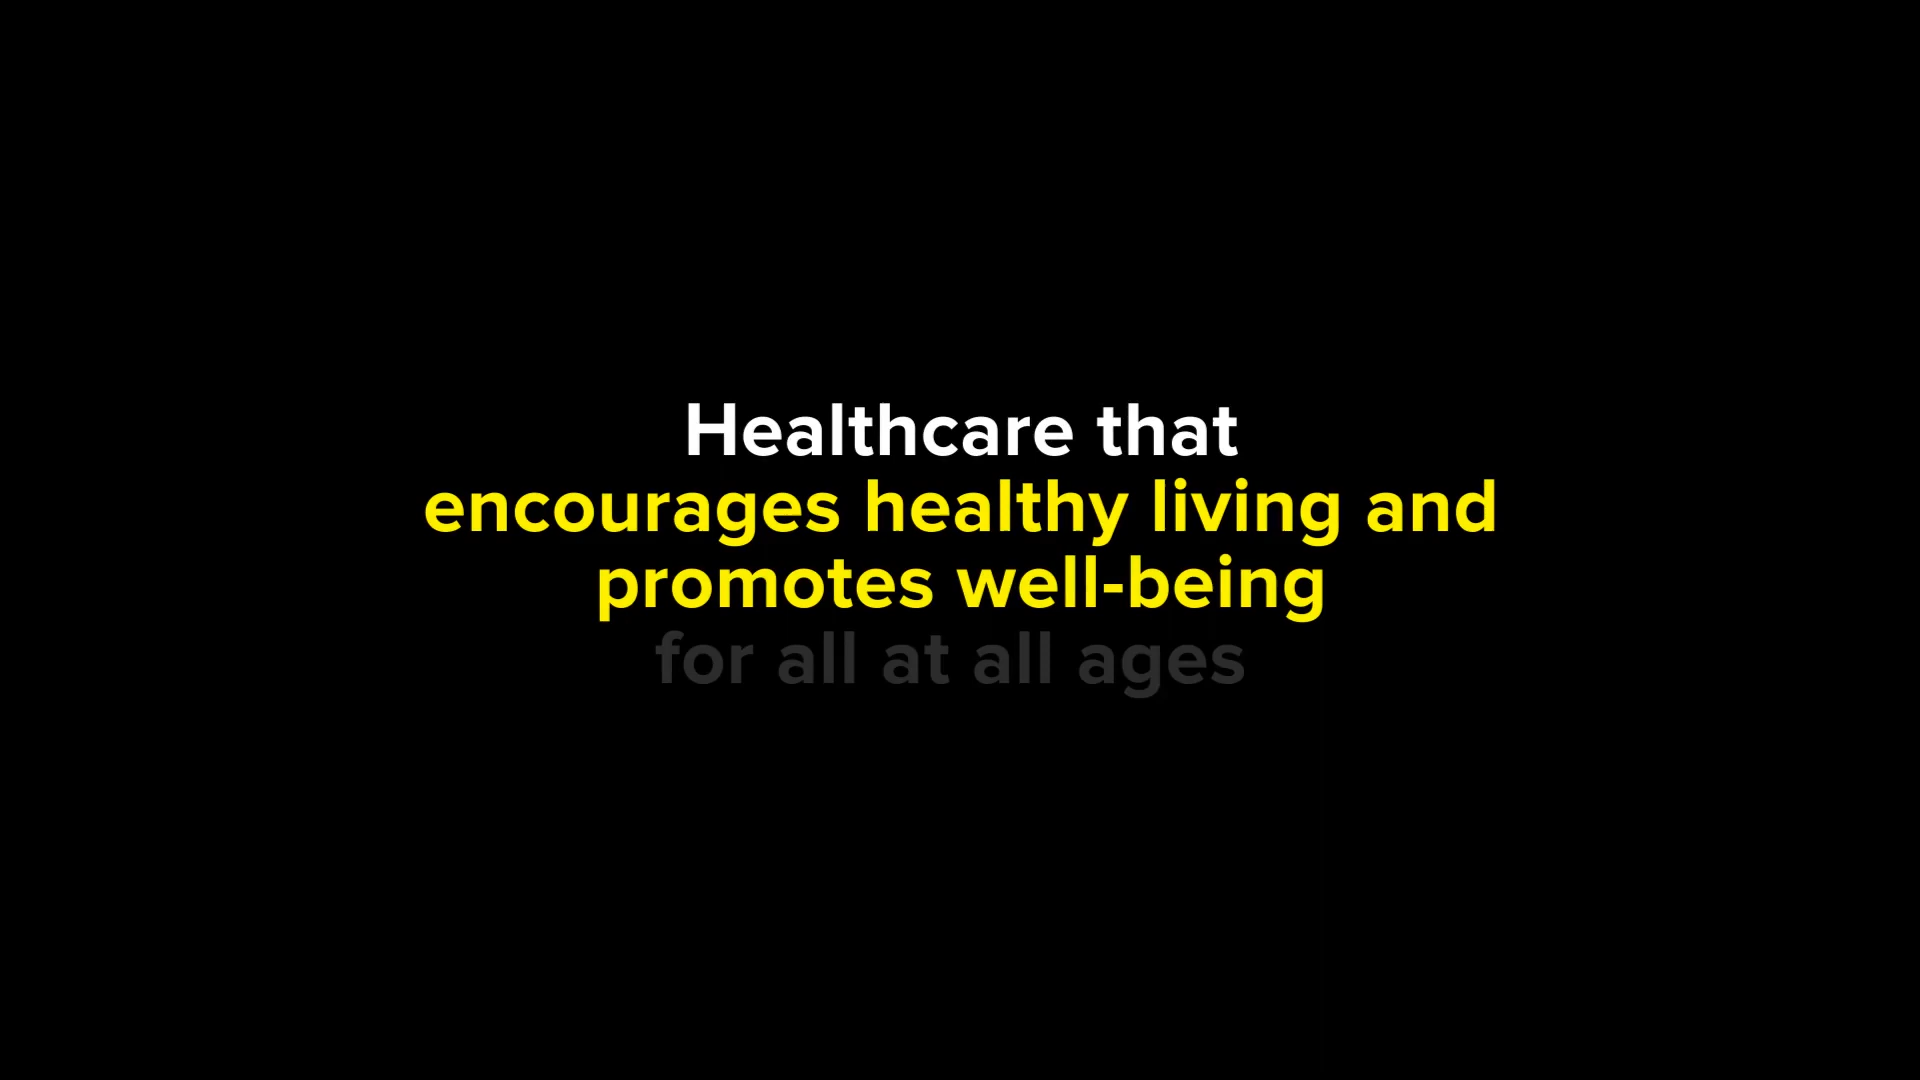 Healthcare that
encourages healthy living and
promotes well-being
for all at all ages